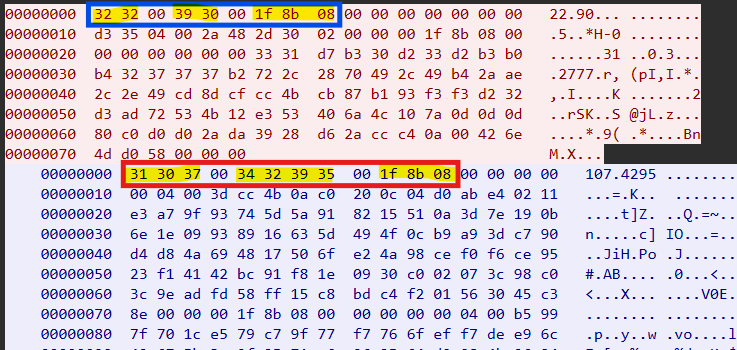 00000000 32 32 00 39 30 00 1f 8b 08 00 00 00 00 00 00 00 22.90... ........
00000010 d3 35 04 00 2a 48 2d 30 02 00 00 00 1f 8b 08 00 .5..*H-0 ........
00000020 00 00 00 00 00 00 33 31 d7 b3 30 d2 33 d2 b3 b0 ......31 ..0.3...
00000030 b4 32 37 37 37 b2 72 2c 28 70 49 2c 49 b4 2a ae .2777.r, (pI,I.*.
00000040 2c 2e 49 cd 8d cf cc 4b cb 87 b1 93 f3 f3 d2 32 ,.I....K .......2
00000050 d3 ad 72 53 4b 12 e3 53 40 6a 4c 10 7a 0d 0d 0d ..rSK..S @jL.z...
00000060 80 c0 d0 d0 2a da 39 28 d6 2a cc c4 0a 00 42 6e ....*.9( .*....Bn
00000070 4d d0 58 00 00 00 M.X...
00000000 31 30 37 00 34 32 39 35 00 1f 8b 08 00 00 00 00 107.4295 ........
00000010 00 04 00 3d cc 4b 0a c0 20 0c 04 d0 ab e4 02 11 ...=.K.. .......
00000020 e3 a7 9f 93 74 5d 5a 91 82 15 51 0a 3d 7e 19 0b ....t]Z. ..Q.=~..
00000030 6e 1e 09 93 89 16 63 5d 49 4f 0c b9 a9 3d c7 90 n.....c] IO...=..
00000040 d4 d8 4a 69 48 17 50 6f e2 4a 98 ce f0 f6 ce 95 ..JiH.Po .J......
00000050 23 f1 41 42 bc 91 f8 1e 09 30 c0 02 07 3c 98 c0 #.AB.... .0...<..
00000060 3c 9e ad fd 58 ff 15 c8 bd c4 f2 01 56 30 45 c3 <...X... ....V0E.
00000070 8e 00 00 00 1f 8b 08 00 00 00 00 00 04 00 b5 99 ........ ........
00000080 7f 70 1c e5 79 c7 9f 77 f7 76 6f ef f7 de e9 6c .p..y..w .vo....l